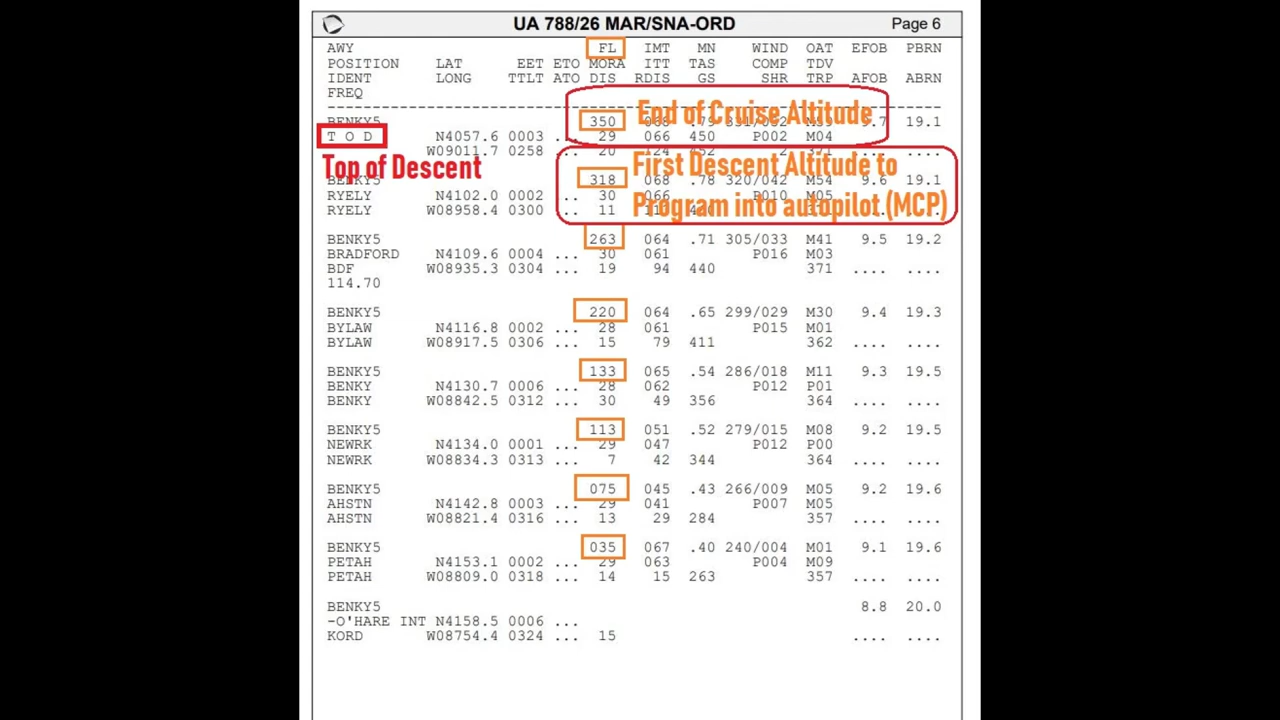 UA 788/26 MAR/SNA-ORD Page 6
AWY FL IMT MN WIND OAT EFOB PBRN
POSITION LAT EET ETO MORA ITT TAS COMP TDV
IDENT LONG TTLT ATO DIS RDIS GS SHR TRP AFOB ABRN
FREQ
End of Cruise Altitude
BENKY5 350 9.7 19.1
T O D N4057.6 0003 ... 29 066 450 P002 M04
W09011.7 0258 .. 20
Top of Descent
First Descent Altitude to
BENKY5 318 068 .78 320/042 M54 9.6 19.1
RYELY N4102.0 0002 ... 30 066 M05
Program into autopilot (MCP)
RYELY W08958.4 0300 ... 11
BENKY5 263 064 .71 305/033 M41 9.5 19.2
BRADFORD N4109.6 0004 ... 30 061 P016 M03
BDF W08935.3 0304 ... 19 94 440 371 .... ....
114.70
BENKY5 220 064 .65 299/029 M30 9.4 19.3
BYLAW N4116.8 0002 ... 28 061 P015 M01
BYLAW W08917.5 0306 ... 15 79 411 362 .... ....
BENKY5 133 065 .54 286/018 M11 9.3 19.5
BENKY N4130.7 0006 ... 28 062 P012 P01
BENKY W08842.5 0312 ... 30 49 356 364 .... ....
BENKY5 113 051 .52 279/015 M08 9.2 19.5
NEWRK N4134.0 0001 ... 29 047 P012 P00
NEWRK W08834.3 0313 ... 7 42 344 364 .... ....
BENKY5 075 045 .43 266/009 M05 9.2 19.6
AHSTN N4142.8 0003 ... 29 041 P007 M05
AHSTN W08821.4 0316 ... 13 29 284 357 .... ....
BENKY5 035 067 .40 240/004 M01 9.1 19.6
PETAH N4153.1 0002 ... 29 063 P004 M09
PETAH W08809.0 0318 ... 14 15 263 357 .... ....
BENKY5 8.8 20.0
-O'HARE INT N4158.5 0006 ...
KORD W08754.4 0324 ... 15 .... ....